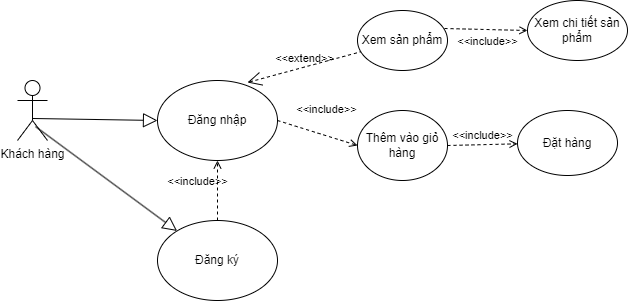 Xem sản phẩm
<<include>>
Xem chi tiết sản
phẩm
<<extend>>
Khách hàng
Đăng nhập
<<include>>
Thêm vào giỏ
hàng
<<include>>
Đặt hàng
<<include>>
Đăng ký